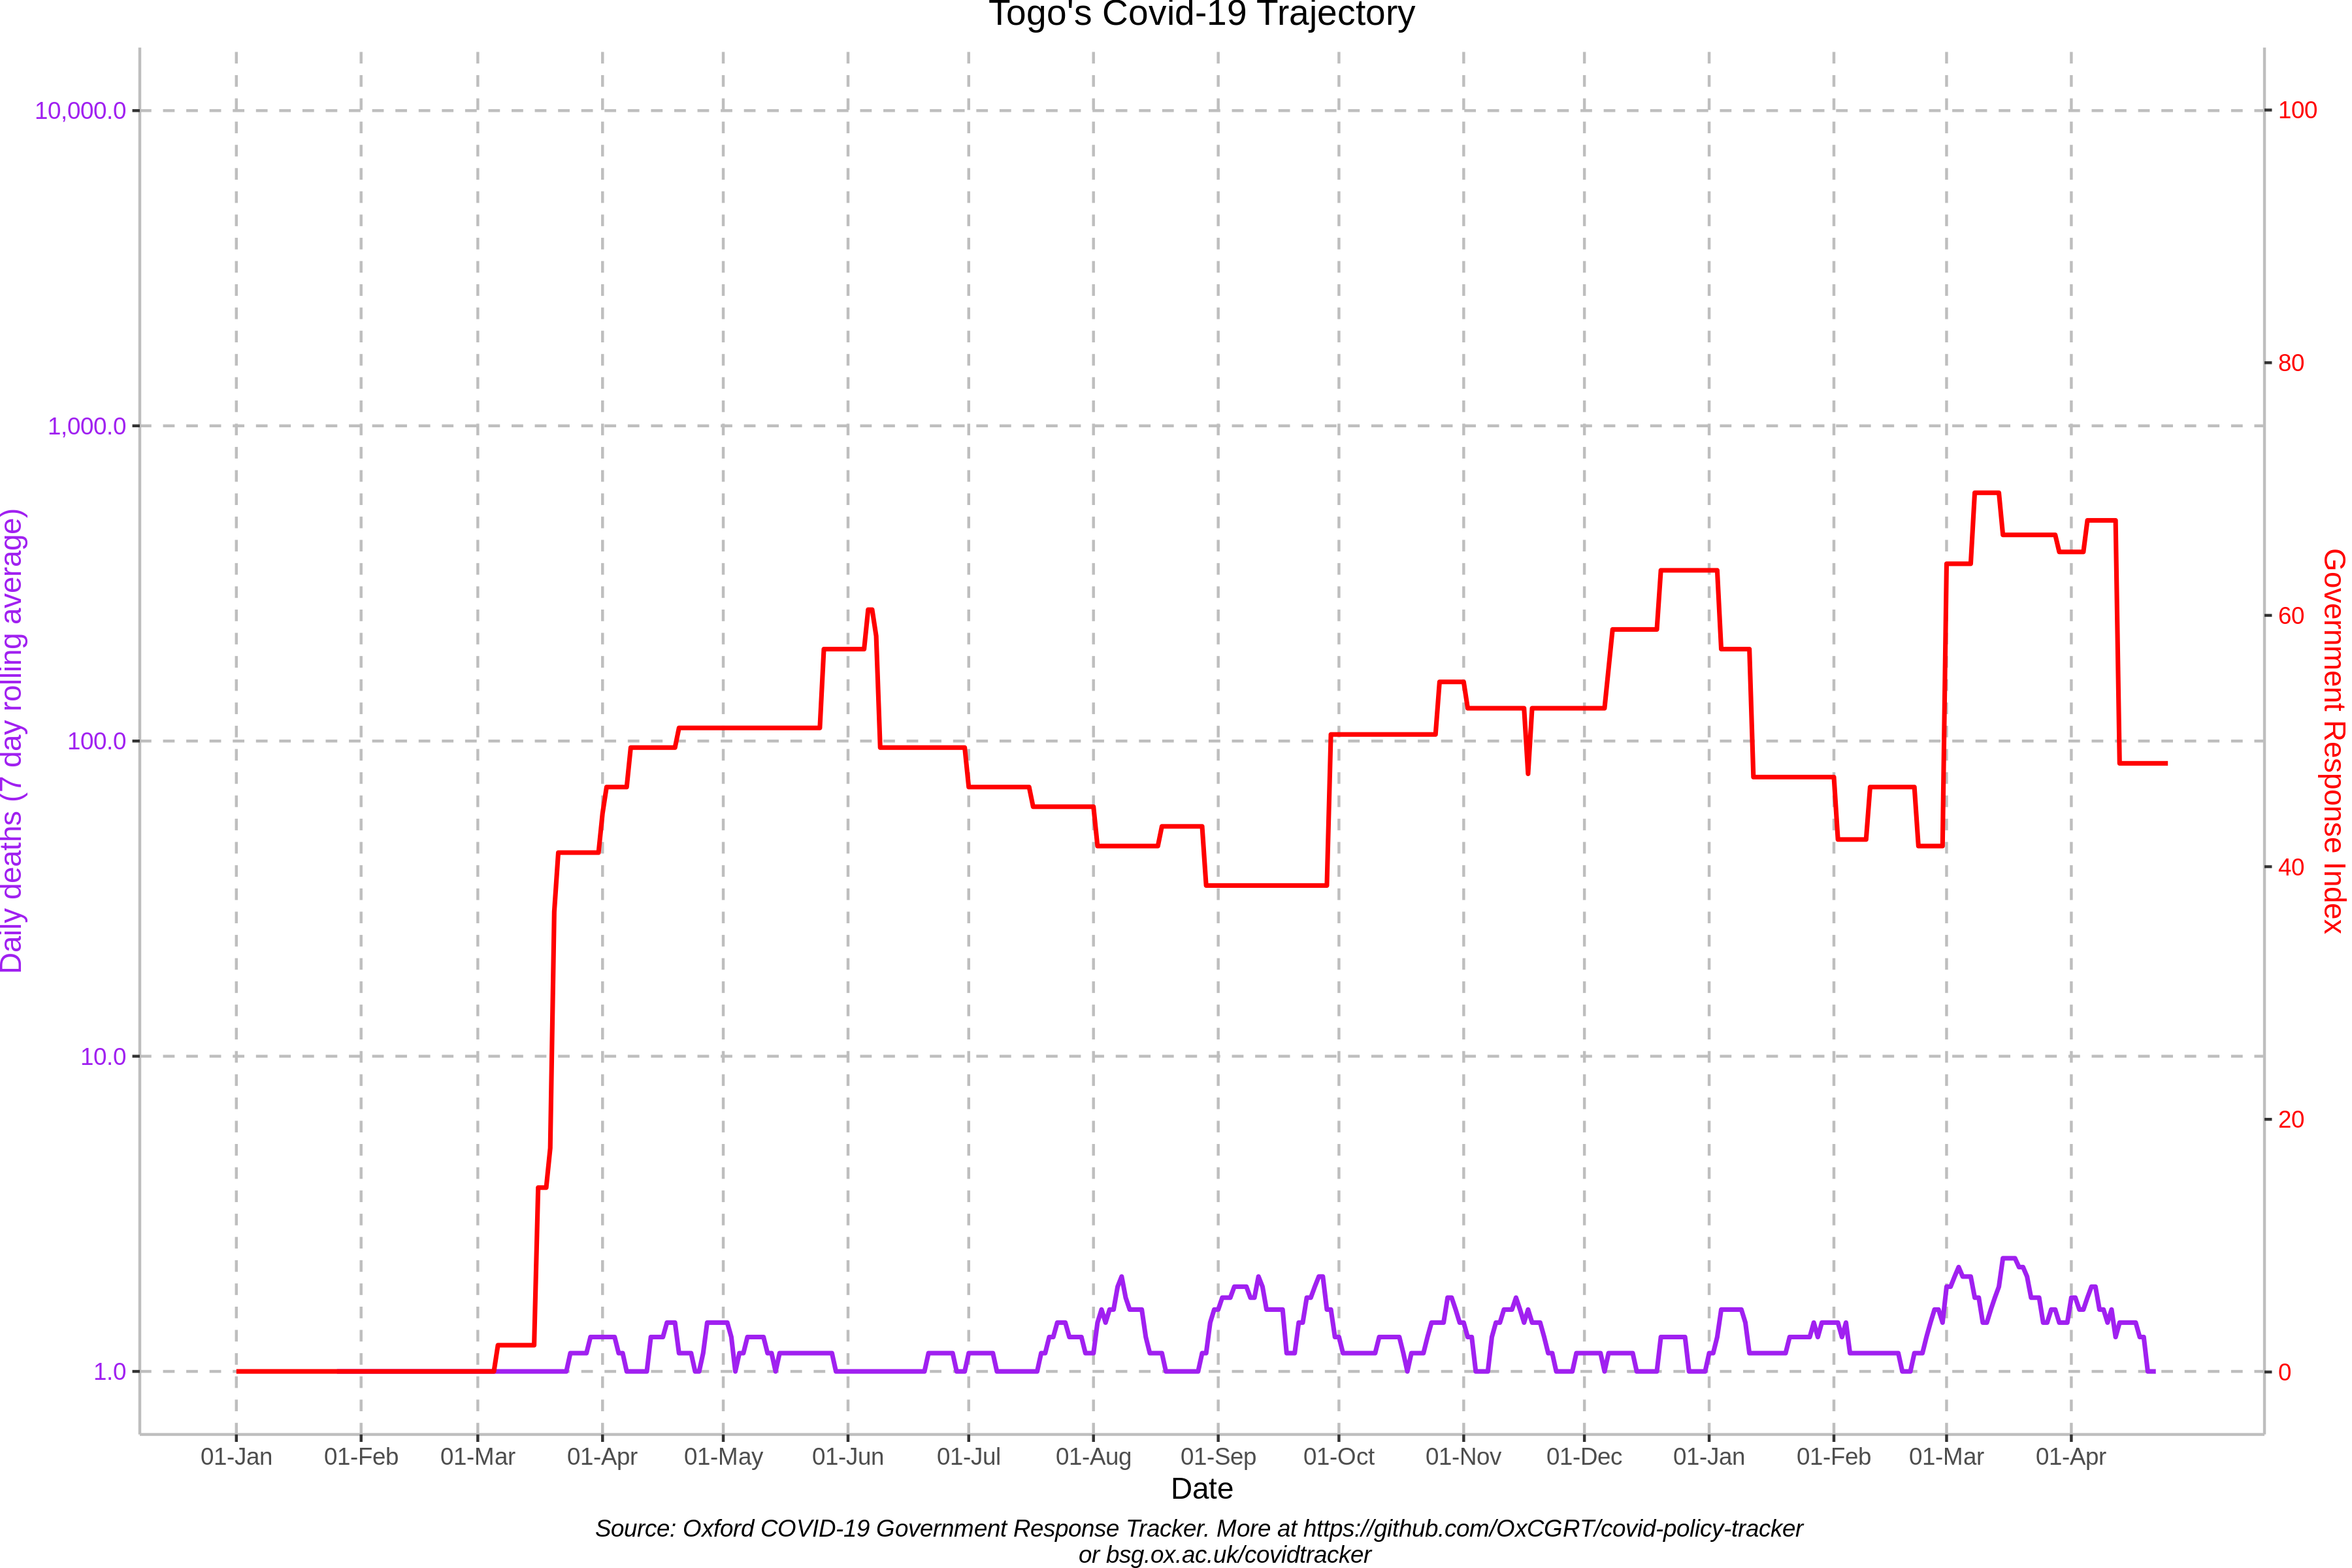 Togo's Covid-19 Trajectory
Daily deaths (7 day rolling average)
10,000.0
1,000.0
100.0
10.0
1.0
100
80
60
40
20
0
Government Response Index
01-Jan 01-Feb 01-Mar 01-Apr 01-May 01-Jun 01-Jul 01-Aug 01-Sep 01-Oct 01-Nov 01-Dec 01-Jan 01-Feb 01-Mar 01-Apr
Date
Source: Oxford COVID-19 Government Response Tracker. More at https://github.com/OxCGRT/covid-policy-tracker
or bsg.ox.ac.uk/covidtracker